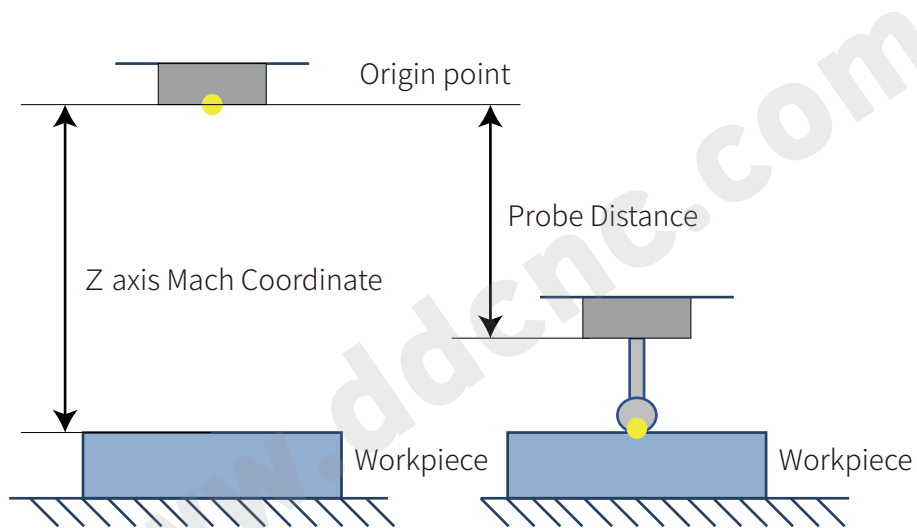 Origin point
Probe Distance
Z axis Mach Coordinate
Workpiece
Workpiece
www.ddcnc.com